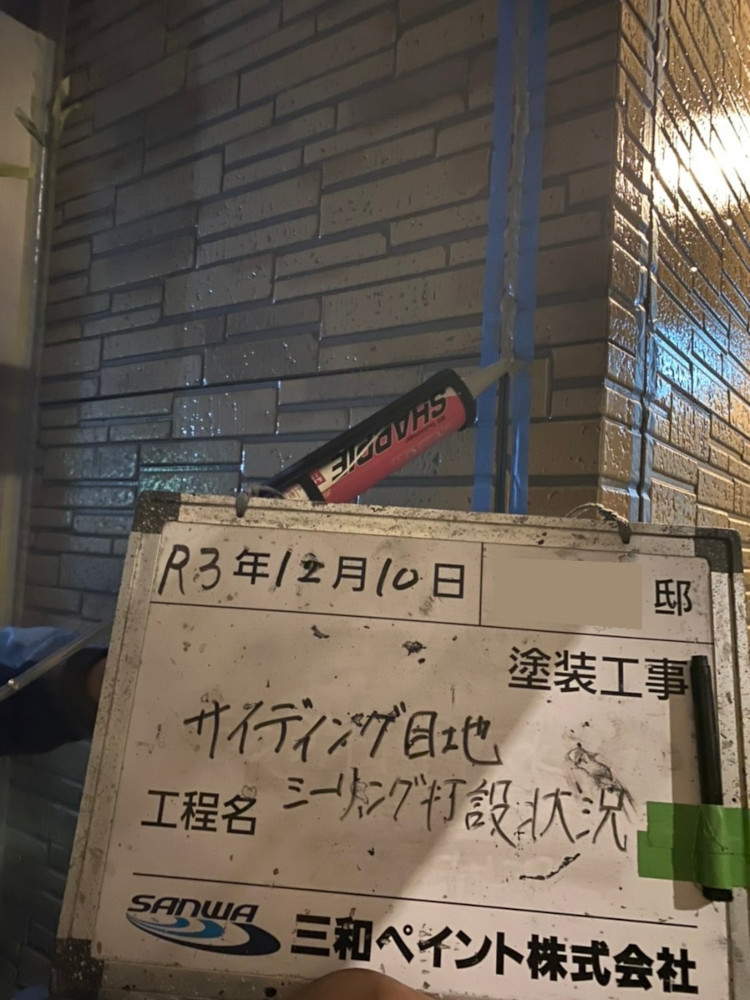 SHARPIE
R3年12月10日
邸
塗装工事
サイディング目地
工程名 シーリング打設状況
SANWA 三和ペイント株式会社